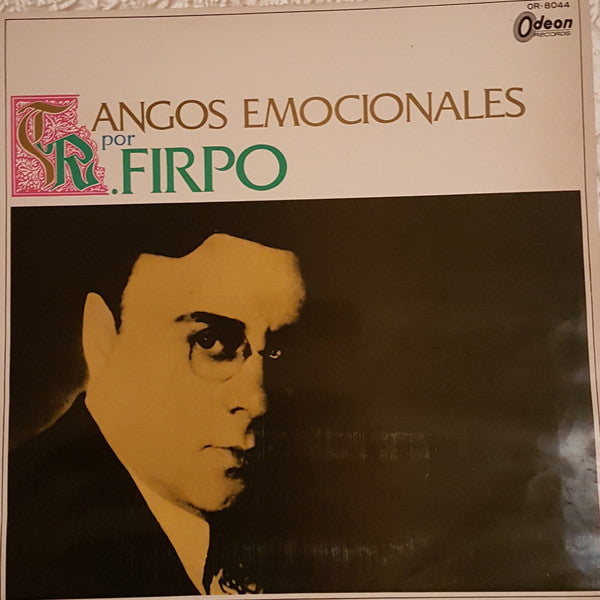 OR-8044
Odeon
RECORDS
TANGOS EMOCIONALES
por
R.FIRPO